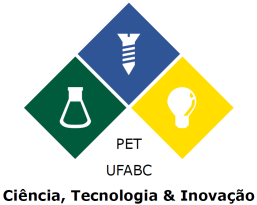 PET
UFABC
Ciência, Tecnologia & Inovação